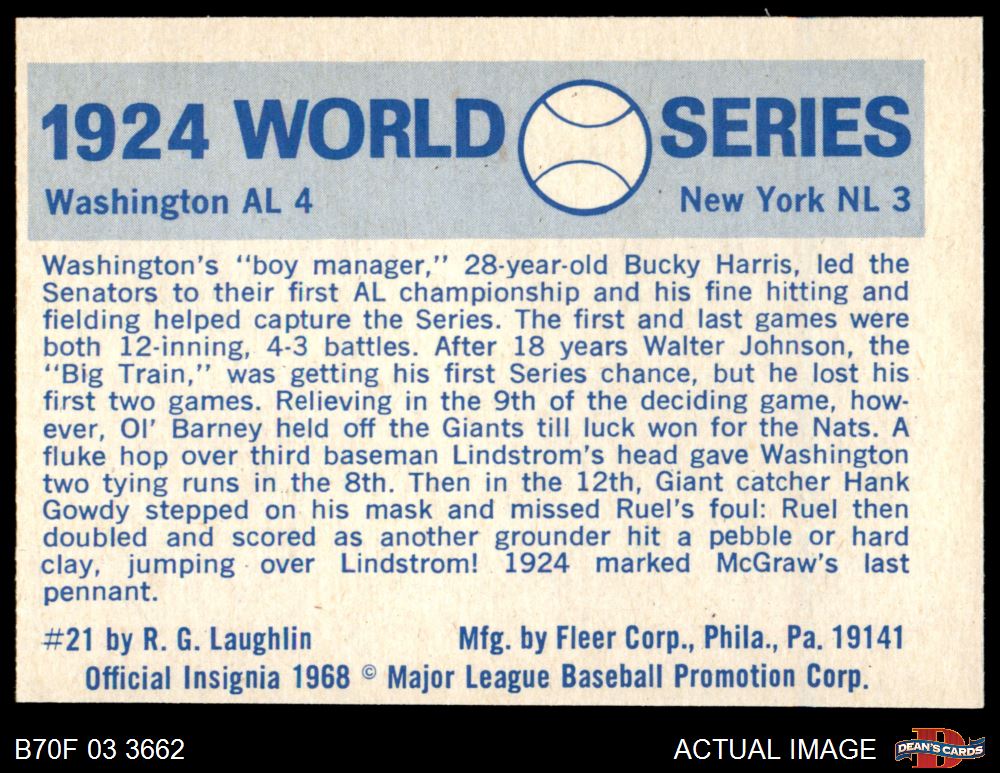 1924 WORLD SERIES
Washington AL 4 New York NL 3
Washington's "boy manager," 28-year-old Bucky Harris, led the
Senators to their first AL championship and his fine hitting and
fielding helped capture the Series. The first and last games were
both 12-inning, 4-3 battles. After 18 years Walter Johnson, the
"Big Train," was getting his first Series chance, but he lost his
first two games. Relieving in the 9th of the deciding game, how-
ever, Ol' Barney held off the Giants till luck won for the Nats. A
fluke hop over third baseman Lindstrom's head gave Washington
two tying runs in the 8th. Then in the 12th, Giant catcher Hank
Gowdy stepped on his mask and missed Ruel's foul: Ruel then
doubled and scored as another grounder hit a pebble or hard
clay, jumping over Lindstrom! 1924 marked McGraw's last
pennant.
#21 by R. G. Laughlin Mfg. by Fleer Corp., Phila., Pa. 19141
Official Insignia 1968 © Major League Baseball Promotion Corp.
B70F 03 3662 ACTUAL IMAGE D DEAN'S CARDS